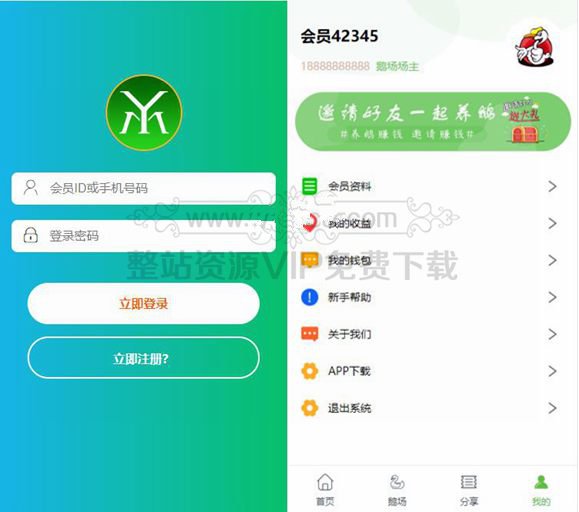 会员ID或手机号码
登录密码
立即登录
立即注册?
会员42345
18888888888 鹅场场主
邀请好友一起养鸽
#养鸽赚钱 邀请赚钱#
送大礼
会员资料
我的收益
我的钱包
新手帮助
关于我们
APP下载
退出系统
首页
鹅场
分享
我的
整站资源VIP免费下载